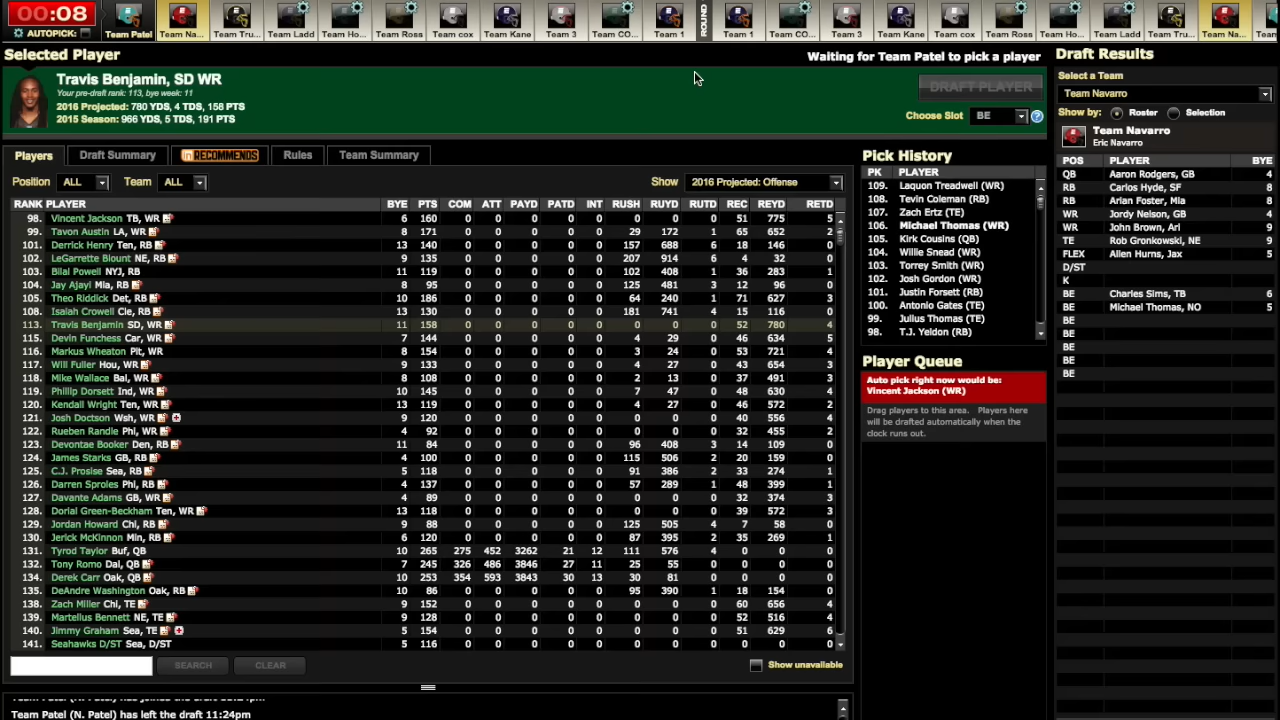 00:08
AUTOPICK:
Team Patel Team Na... Team Tru... Team Ladd Team Ho... Team Ross Team cox Team Kane Team 3 Team CO... Team 1 ROUND Team 1 Team CO... Team 3 Team Kane Team cox Team Ross Team Ho... Team Ladd Team Tru... Team Na... Tea
Selected Player
Waiting for Team Patel to pick a player
Travis Benjamin, SD WR
Your pre-draft rank: 113, bye week: 11
2016 Projected: 780 YDS, 4 TDS, 158 PTS
2015 Season: 966 YDS, 5 TDS, 191 PTS
DRAFT PLAYER
Choose Slot BE ?
Players Draft Summary in RECOMMENDS Rules Team Summary
Position ALL Team ALL Show 2016 Projected: Offense
RANK PLAYER BYE PTS COM ATT PAYD PATD INT RUSH RUYD RUTD REC REYD RETD
98. Vincent Jackson TB, WR 6 160 0 0 0 0 0 0 0 0 51 775 5
99. Tavon Austin LA, WR 8 171 0 0 0 0 0 29 172 1 65 652 2
101. Derrick Henry Ten, RB 13 140 0 0 0 0 0 157 688 6 18 146 0
102. LeGarrette Blount NE, RB 9 135 0 0 0 0 0 207 914 6 4 32 0
103. Bilal Powell NYJ, RB 11 119 0 0 0 0 0 102 408 1 36 283 1
104. Jay Ajayi Mia, RB 8 95 0 0 0 0 0 125 481 3 12 96 0
105. Theo Riddick Det, RB 10 186 0 0 0 0 0 64 240 1 71 627 3
108. Isaiah Crowell Cle, RB 13 130 0 0 0 0 0 181 741 4 15 116 0
113. Travis Benjamin SD, WR 11 158 0 0 0 0 0 0 0 0 52 780 4
115. Devin Funchess Car, WR 7 144 0 0 0 0 0 4 29 0 46 634 5
116. Markus Wheaton Pit, WR 8 154 0 0 0 0 0 3 24 0 53 721 4
117. Will Fuller Hou, WR 9 133 0 0 0 0 0 4 27 0 43 654 3
118. Mike Wallace Bal, WR 8 108 0 0 0 0 0 2 13 0 37 491 3
119. Phillip Dorsett Ind, WR 10 145 0 0 0 0 0 7 47 0 48 630 4
120. Kendall Wright Ten, WR 13 119 0 0 0 0 0 4 27 0 46 572 2
121. Josh Doctson Wsh, WR 9 120 0 0 0 0 0 0 0 0 40 556 4
122. Rueben Randle Phi, WR 4 92 0 0 0 0 0 0 0 0 32 455 2
123. Devontae Booker Den, RB 11 84 0 0 0 0 0 96 408 3 14 109 0
124. James Starks GB, RB 4 100 0 0 0 0 0 115 506 2 20 159 0
125. C.J. Prosise Sea, RB 5 118 0 0 0 0 0 91 386 2 33 274 1
126. Darren Sproles Phi, RB 4 137 0 0 0 0 0 57 289 1 48 399 1
127. Davante Adams GB, WR 4 89 0 0 0 0 0 0 0 0 32 374 3
128. Dorial Green-Beckham Ten, WR 13 118 0 0 0 0 0 0 0 0 39 572 3
129. Jordan Howard Chi, RB 9 88 0 0 0 0 0 125 505 4 7 58 0
130. Jerick McKinnon Min, RB 6 120 0 0 0 0 0 87 395 2 35 269 1
131. Tyrod Taylor Buf, QB 10 265 275 452 3262 21 12 111 576 4 0 0 0
132. Tony Romo Dal, QB 7 245 326 486 3846 27 11 25 55 0 0 0 0
134. Derek Carr Oak, QB 10 253 354 593 3843 30 13 30 81 0 0 0 0
135. DeAndre Washington Oak, RB 10 86 0 0 0 0 0 95 390 1 18 154 0
138. Zach Miller Chi, TE 9 152 0 0 0 0 0 0 0 0 60 656 4
139. Martellus Bennett NE, TE 9 128 0 0 0 0 0 0 0 0 52 516 4
140. Jimmy Graham Sea, TE 5 154 0 0 0 0 0 0 0 0 51 629 6
141. Seahawks D/ST Sea, D/ST 5 116 0 0 0 0 0 0 0 0 0 0 0
SEARCH CLEAR Show unavailable
Team Patel (N. Patel) has left the draft 11:24pm
Pick History
PK PLAYER
109. Laquon Treadwell (WR)
108. Tevin Coleman (RB)
107. Zach Ertz (TE)
106. Michael Thomas (WR)
105. Kirk Cousins (QB)
104. Willie Snead (WR)
103. Torrey Smith (WR)
102. Josh Gordon (WR)
101. Justin Forsett (RB)
100. Antonio Gates (TE)
99. Julius Thomas (TE)
98. T.J. Yeldon (RB)
Player Queue
Auto pick right now would be:
Vincent Jackson (WR)
Drag players to this area. Players here
will be drafted automatically when the
clock runs out.
Draft Results
Select a Team
Team Navarro
Show by: Roster Selection
Team Navarro
Eric Navarro
POS PLAYER BYE
QB Aaron Rodgers, GB 4
RB Carlos Hyde, SF 8
RB Arian Foster, Mia 8
WR Jordy Nelson, GB 4
WR John Brown, Ari 9
TE Rob Gronkowski, NE 9
FLEX Allen Hurns, Jax 5
D/ST
K
BE Charles Sims, TB 6
BE Michael Thomas, NO 5
BE
BE
BE
BE
BE